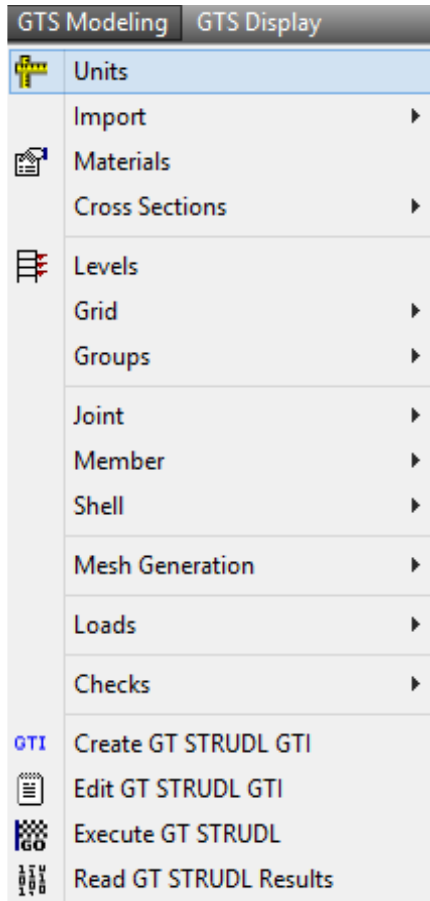 GTS Modeling GTS Display
Units
Import
Materials
Cross Sections
Levels
Grid
Groups
Joint
Member
Shell
Mesh Generation
Loads
Checks
GTI Create GT STRUDL GTI
Edit GT STRUDL GTI
GO Execute GT STRUDL
Read GT STRUDL Results